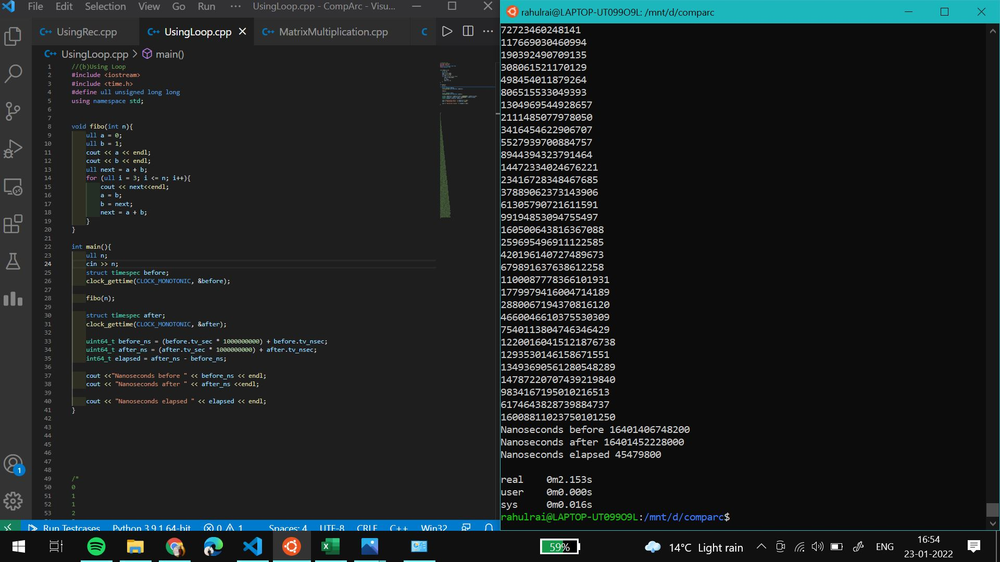 File Edit Selection View Go Run ··· UsingLoop.cpp - CompArc - Visu...
UsingRec.cpp UsingLoop.cpp MatrixMultiplication.cpp
UsingLoop.cpp > main()
1 //(b)Using Loop
2 #include <iostream>
3 #include <time.h>
4 #define ull unsigned long long
5 using namespace std;
6
7
8 void fibo(int n){
9 ull a = 0;
10 ull b = 1;
11 cout << a << endl;
12 cout << b << endl;
13 ull next = a + b;
14 for (ull i = 3; i <= n; i++){
15 cout << next<<endl;
16 a = b;
17 b = next;
18 next = a + b;
19 }
20 }
21
22 int main(){
23 ull n;
24 cin >> n;
25 struct timespec before;
26 clock_gettime(CLOCK_MONOTONIC, &before);
27
28 fibo(n);
29
30 struct timespec after;
31 clock_gettime(CLOCK_MONOTONIC, &after);
32
33 uint64_t before_ns = (before.tv_sec * 1000000000) + before.tv_nsec;
34 uint64_t after_ns = (after.tv_sec * 1000000000) + after.tv_nsec;
35 int64_t elapsed = after_ns - before_ns;
36
37 cout <<"Nanoseconds before " << before_ns << endl;
38 cout << "Nanoseconds after " << after_ns <<endl;
39
40 cout << "Nanoseconds elapsed " << elapsed << endl;
41 }
42
43
44
45
46
47
48
49 /*
50 0
51 1
52 1
53 2
Run Testcases Python 3.9.1 64-bit 0 1 Spaces: 4 UTF-8 CRLF C++ Win32
1
rahulrai@LAPTOP-UT099O9L: /mnt/d/comparc
72723460248141
117669030460994
190392490709135
308061521170129
498454011879264
806515533049393
1304969544928657
2111485077978050
3416454622906707
5527939700884757
8944394323791464
14472334024676221
23416728348467685
37889062373143906
61305790721611591
99194853094755497
160500643816367088
259695496911122585
420196140727489673
679891637638612258
1100087778366101931
1779979416004714189
2880067194370816120
4660046610375530309
7540113804746346429
12200160415121876738
1293530146158671551
13493690561280548289
14787220707439219840
9834167195010216513
6174643828739884737
16008811023750101250
Nanoseconds before 16401406748200
Nanoseconds after 16401452228000
Nanoseconds elapsed 45479800
real 0m2.153s
user 0m0.000s
sys 0m0.016s
rahulrai@LAPTOP-UT099O9L:/mnt/d/comparc$
59% 14°C Light rain ENG 16:54
23-01-2022